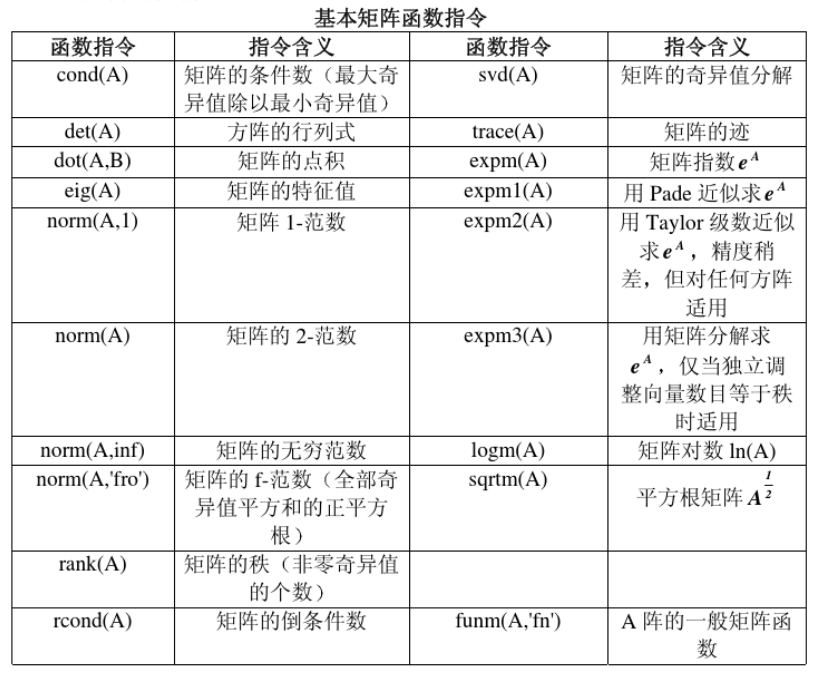 基本矩阵函数指令
函数指令 指令含义 函数指令 指令含义
cond(A) 矩阵的条件数（最大奇 svd(A) 矩阵的奇异值分解
异值除以最小奇异值）
det(A) 方阵的行列式 trace(A) 矩阵的迹
dot(A,B) 矩阵的点积 expm(A) 矩阵指数 e^A
eig(A) 矩阵的特征值 expm1(A) 用 Pade 近似求 e^A
norm(A,1) 矩阵 1-范数 expm2(A) 用 Taylor 级数近似
求 e^A，精度稍
差，但对任何方阵
适用
norm(A) 矩阵的 2-范数 expm3(A) 用矩阵分解求
e^A，仅当独立调
整向量数目等于秩
时适用
norm(A,inf) 矩阵的无穷范数 logm(A) 矩阵对数 ln(A)
norm(A,'fro') 矩阵的 f-范数（全部奇 sqrtm(A) 平方根矩阵 A^(1/2)
异值平方和的正平方
根）
rank(A) 矩阵的秩（非零奇异值
的个数）
rcond(A) 矩阵的倒条件数 funm(A,'fn') A 阵的一般矩阵函
数